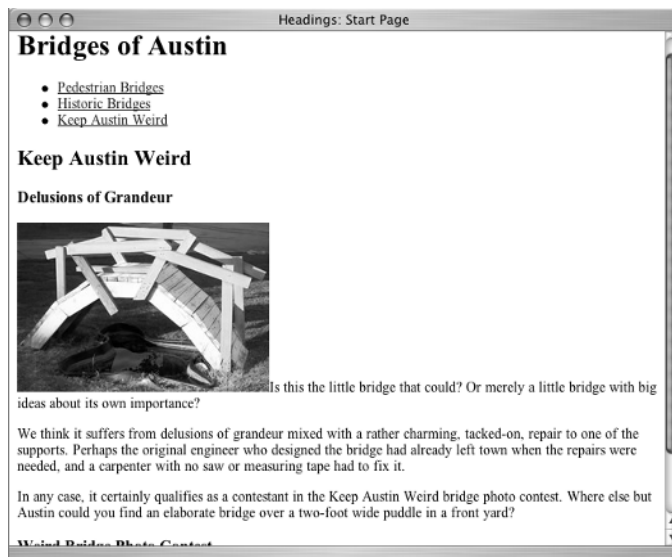 Headings: Start Page
Bridges of Austin
Pedestrian Bridges
Historic Bridges
Keep Austin Weird
Keep Austin Weird
Delusions of Grandeur
Is this the little bridge that could? Or merely a little bridge with big
ideas about its own importance?
We think it suffers from delusions of grandeur mixed with a rather charming, tacked-on, repair to one of the
supports. Perhaps the original engineer who designed the bridge had already left town when the repairs were
needed, and a carpenter with no saw or measuring tape had to fix it.
In any case, it certainly qualifies as a contestant in the Keep Austin Weird bridge photo contest. Where else but
Austin could you find an elaborate bridge over a two-foot wide puddle in a front yard?
Weird Bridge Photo Contest